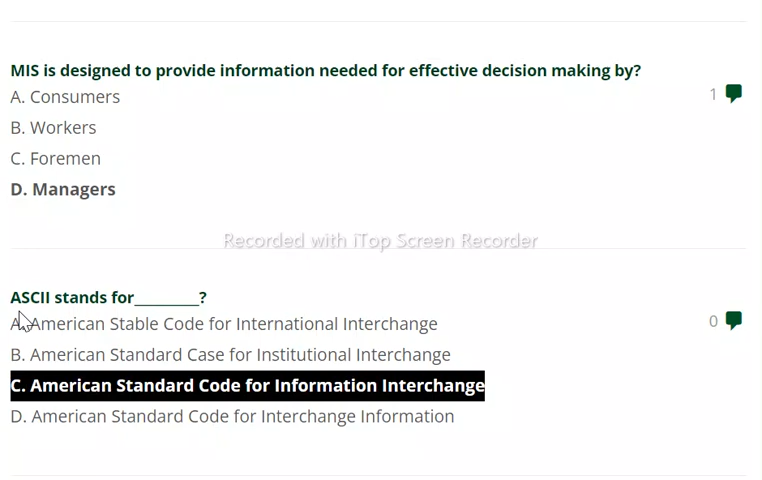 MIS is designed to provide information needed for effective decision making by?
A. Consumers
1
B. Workers
C. Foremen
D. Managers
Recorded with iTop Screen Recorder
ASCII stands for_________?
A. American Stable Code for International Interchange
0
B. American Standard Case for Institutional Interchange
C. American Standard Code for Information Interchange
D. American Standard Code for Interchange Information